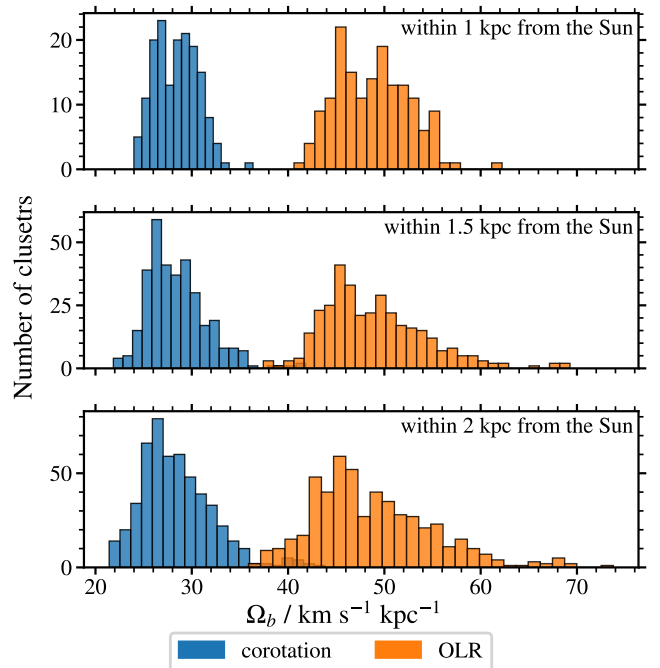 within 1 kpc from the Sun
20
10
0
within 1.5 kpc from the Sun
50
25
0
Number of clusetrs
within 2 kpc from the Sun
50
0
20 30 40 50 60 70
Ω_b / km s⁻¹ kpc⁻¹
corotation OLR